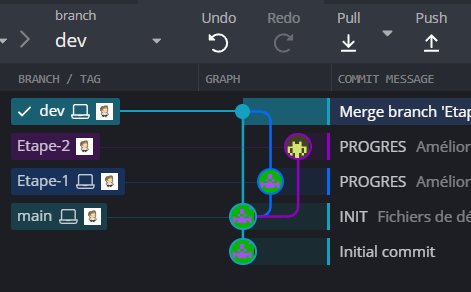 branch
dev
Undo
Redo
Pull
Push
BRANCH / TAG
GRAPH
COMMIT MESSAGE
dev
Merge branch 'Etap
Etape-2
PROGRES Amélior
Etape-1
PROGRES Amélior
main
INIT Fichiers de dé
Initial commit